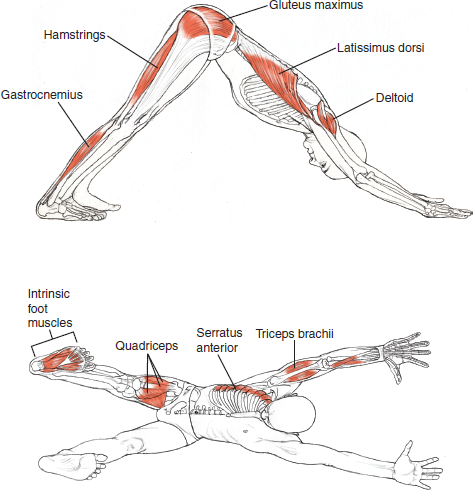 Gluteus maximus
Hamstrings
Latissimus dorsi
Gastrocnemius
Deltoid
Intrinsic
foot
muscles
Quadriceps
Serratus
anterior
Triceps brachii